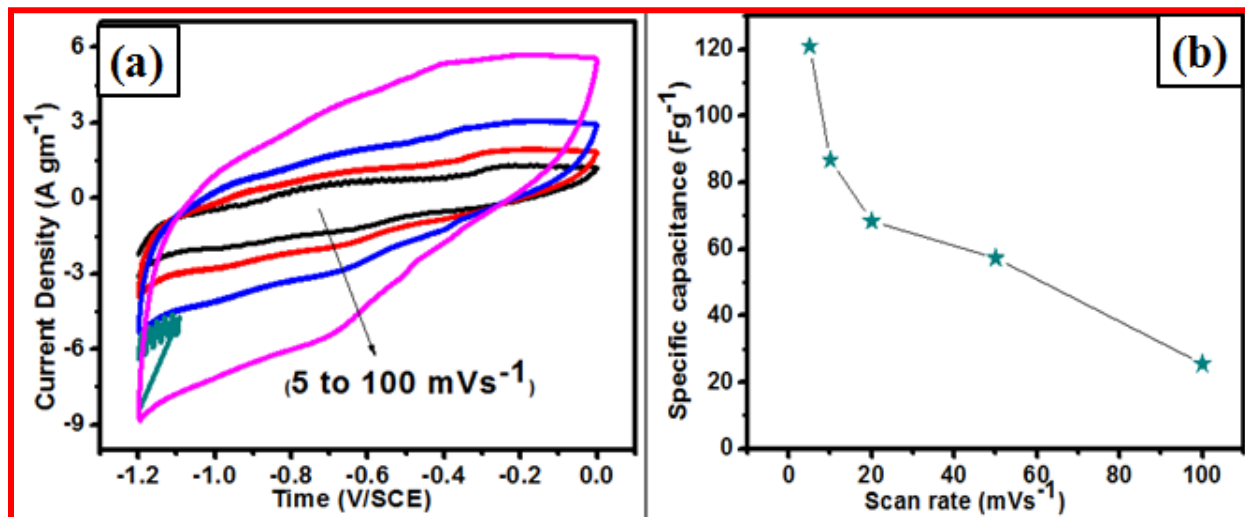 (a)
Current Density (A gm⁻¹)
6
3
0
-3
-6
-9
(5 to 100 mVs⁻¹)
-1.2 -1.0 -0.8 -0.6 -0.4 -0.2 0.0
Time (V/SCE)
(b)
Specific capacitance (Fg⁻¹)
120
100
80
60
40
20
0
0 20 40 60 80 100
Scan rate (mVs⁻¹)